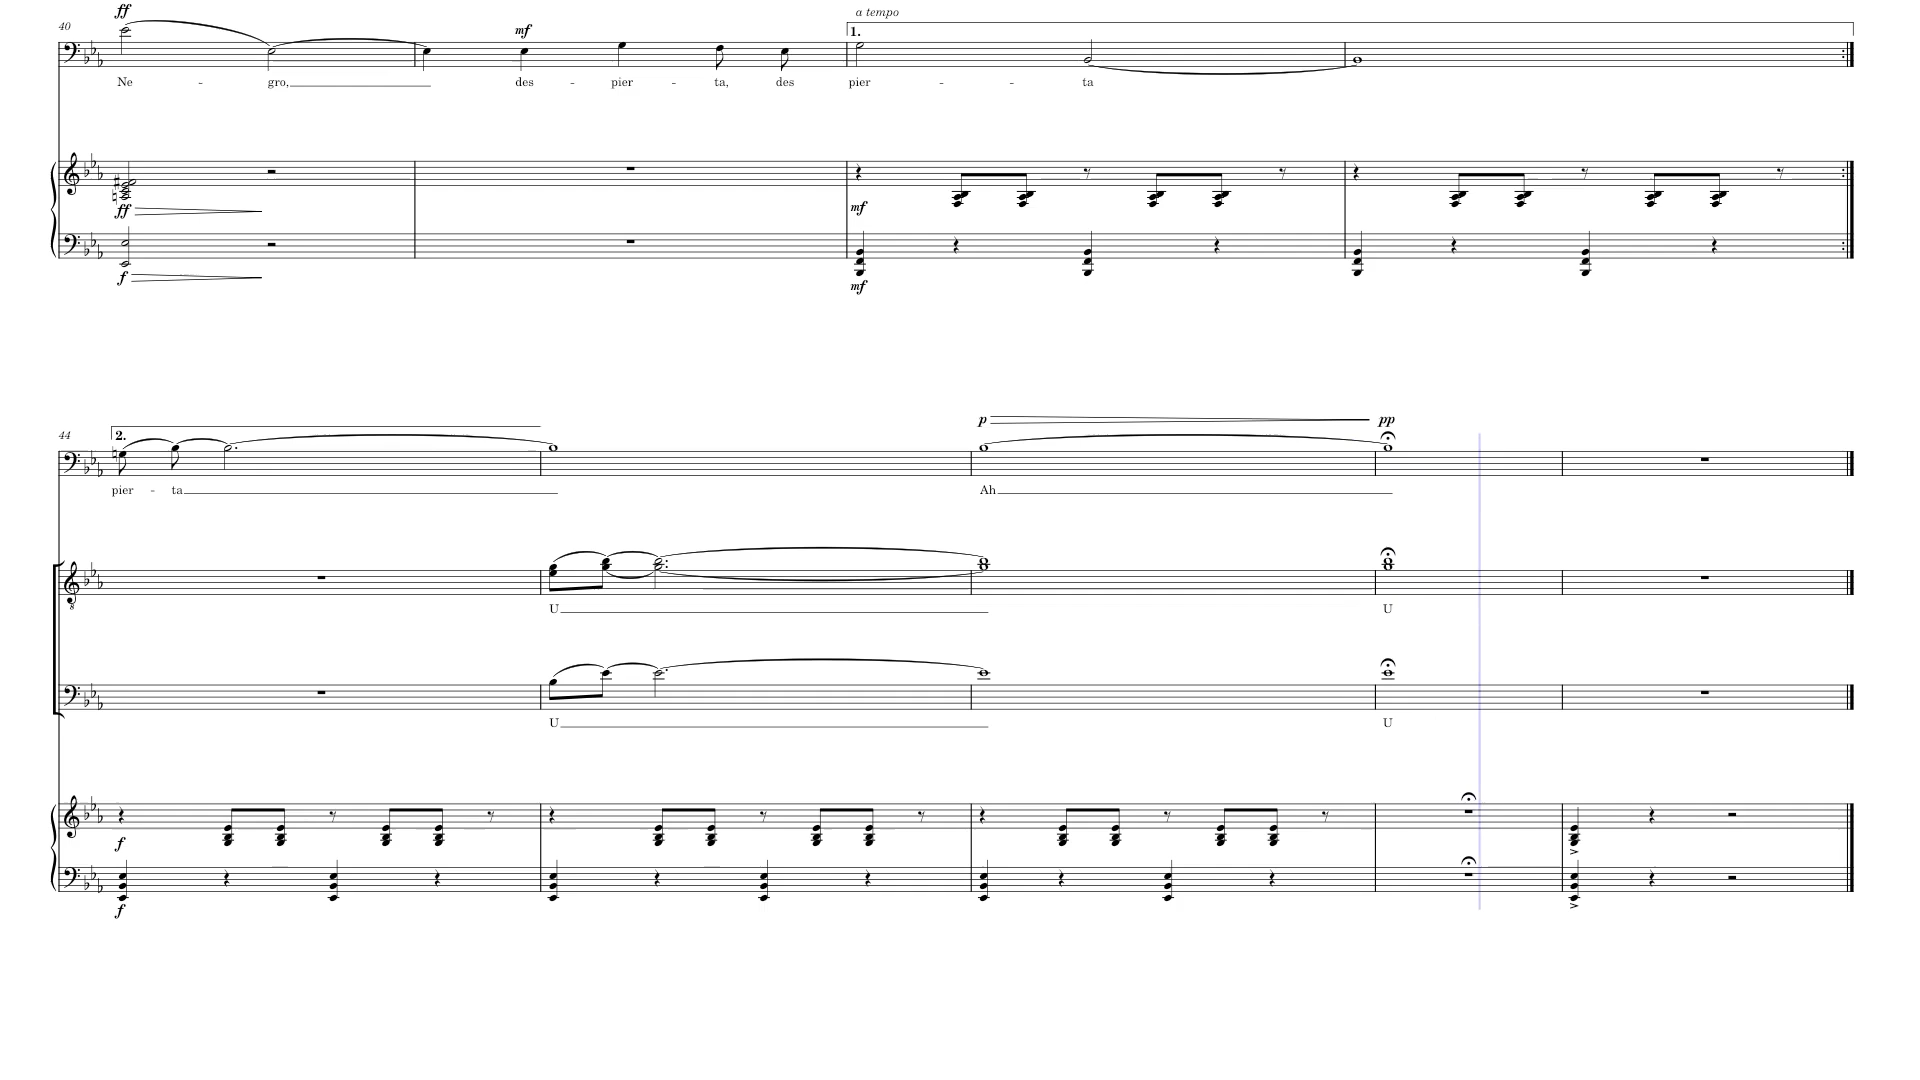 ff
40 a tempo
mf 1.
Ne - gro, des - pier - ta, des pier - - ta
ff mf
f mf
p pp
44 2.
pier - ta Ah
8
U U
U U
f
f